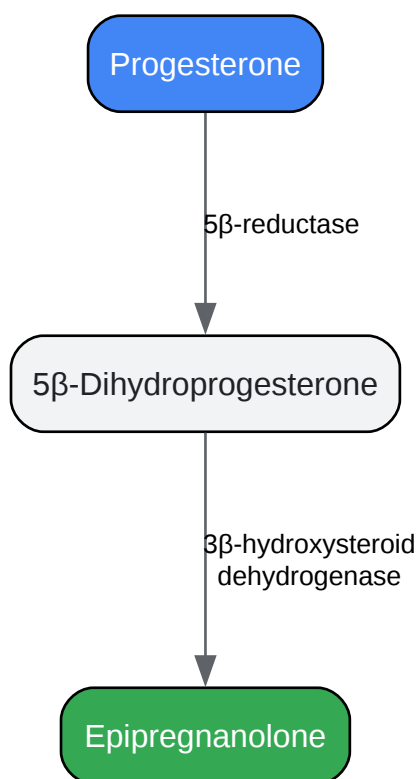 Progesterone
5β-reductase
5β-Dihydroprogesterone
3β-hydroxysteroid
dehydrogenase
Epipregnanolone